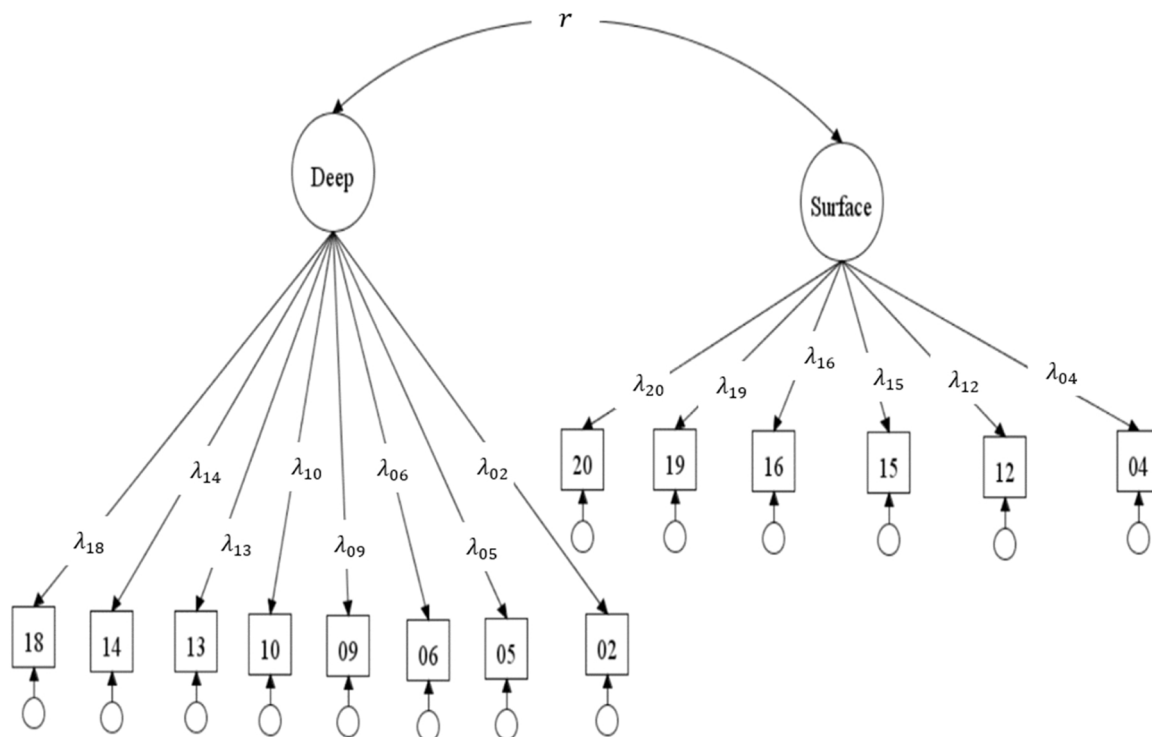 r
Deep
Surface
λ₂₀ λ₁₉ λ₁₆ λ₁₅ λ₁₂ λ₀₄
20 19 16 15 12 04
λ₁₈ λ₁₄ λ₁₃ λ₁₀ λ₀₉ λ₀₆ λ₀₅ λ₀₂
18 14 13 10 09 06 05 02